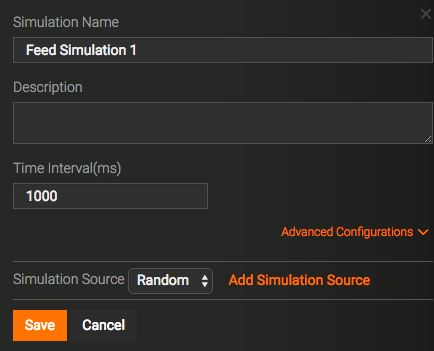 Simulation Name
Feed Simulation 1
Description
Time Interval(ms)
1000
Advanced Configurations
Simulation Source Random Add Simulation Source
Save Cancel